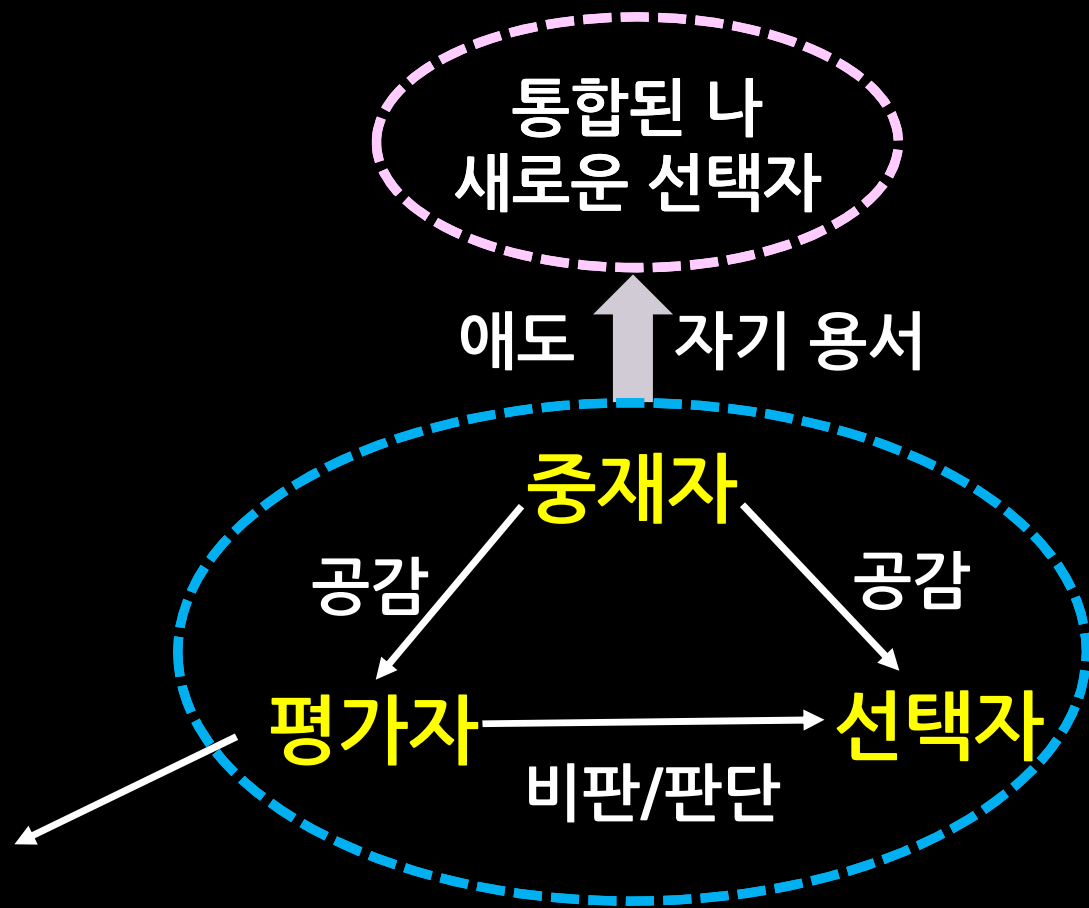 통합된 나
새로운 선택자
애도
자기 용서
중재자
공감
공감
평가자
선택자
비판/판단